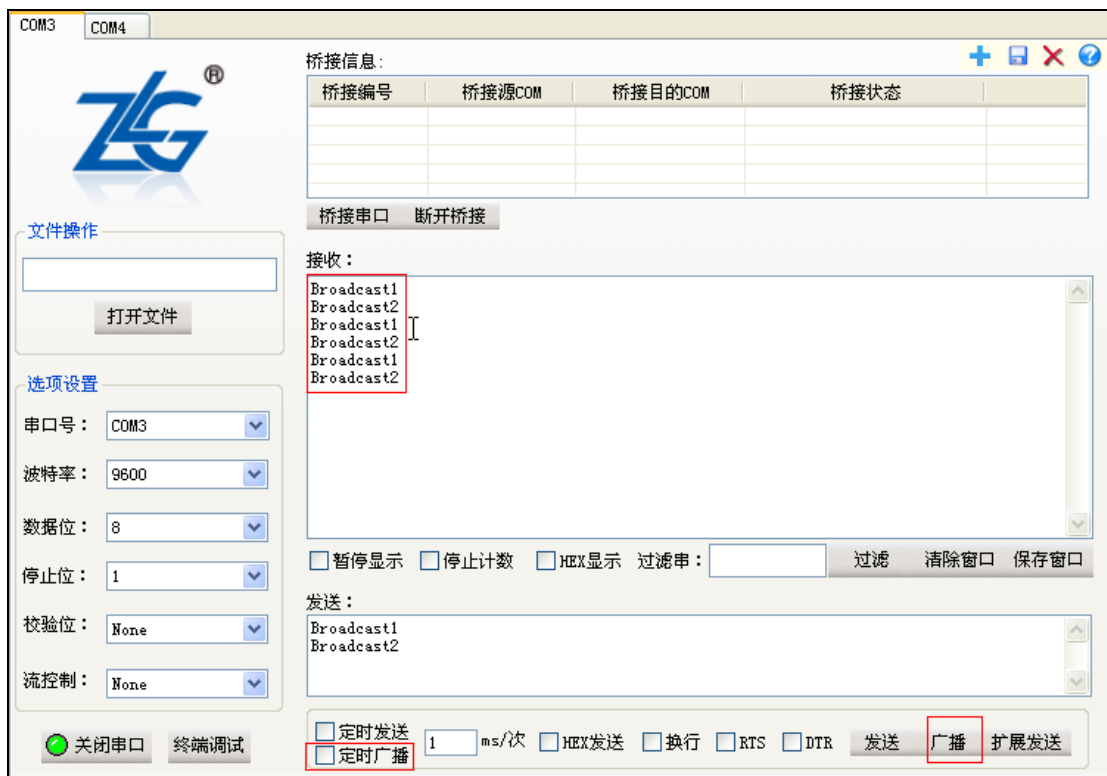 COM3 COM4
ZLG ®
文件操作
打开文件
选项设置
串口号： COM3
波特率： 9600
数据位： 8
停止位： 1
校验位： None
流控制： None
关闭串口 终端调试
桥接信息:
桥接编号 桥接源COM 桥接目的COM 桥接状态
桥接串口 断开桥接
接收：
Broadcast1
Broadcast2
Broadcast1
Broadcast2
Broadcast1
Broadcast2
暂停显示 停止计数 HEX显示 过滤串： 过滤 清除窗口 保存窗口
发送：
Broadcast1
Broadcast2
定时发送
定时广播
1 ms/次 HEX发送 换行 RTS DTR 发送 广播 扩展发送